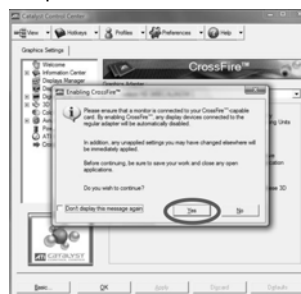 Catalyst Control Center
View
Hotkeys
Profiles
Preferences
Help
Graphics Settings
Welcome
Information Center
Displays Manager
CrossFire™
Enabling CrossFire™
Please ensure that a monitor is connected to your CrossFire™-capable
card. By enabling CrossFire™, any display devices connected to the
regular adapter will be automatically disabled.
In addition, any unapplied settings you may have changed elsewhere will
be immediately applied.
Before continuing, be sure to save your work and close any open
applications.
Do you wish to continue?
Don't display this message again
Yes
No
CATALYST
Basic...
OK
Apply
Discard
Defaults